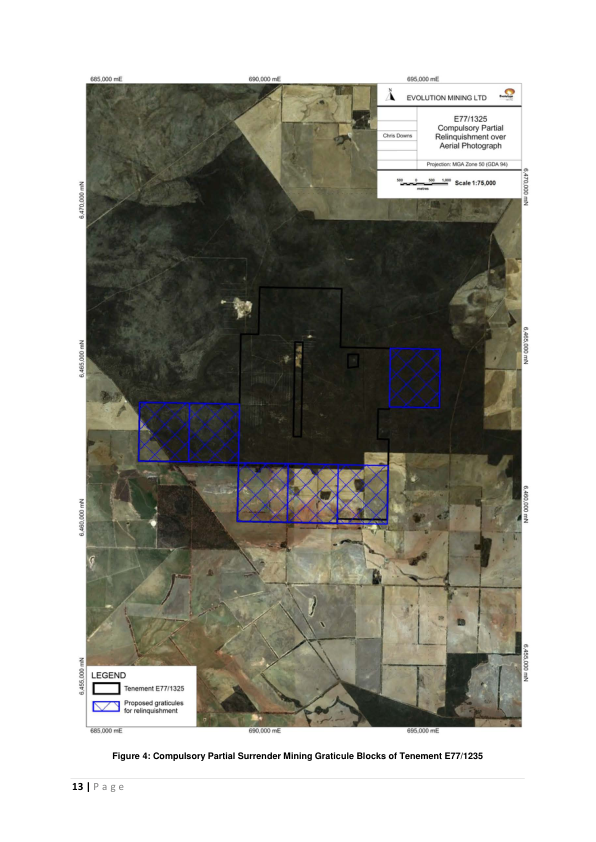 685,000 mE 690,000 mE 695,000 mE
N
EVOLUTION MINING LTD
Evolution
Chris Downs
E77/1325
Compulsory Partial
Relinquishment over
Aerial Photograph
Projection: MGA Zone 50 (GDA 94)
500 0 500 1,000
metres
Scale 1:75,000
6,470,000 mN
6,470,000 mN
6,465,000 mN
6,465,000 mN
6,460,000 mN
6,460,000 mN
6,455,000 mN
6,455,000 mN
LEGEND
Tenement E77/1325
Proposed graticules
for relinquishment
685,000 mE 690,000 mE 695,000 mE
Figure 4: Compulsory Partial Surrender Mining Graticule Blocks of Tenement E77/1235
13 | Page